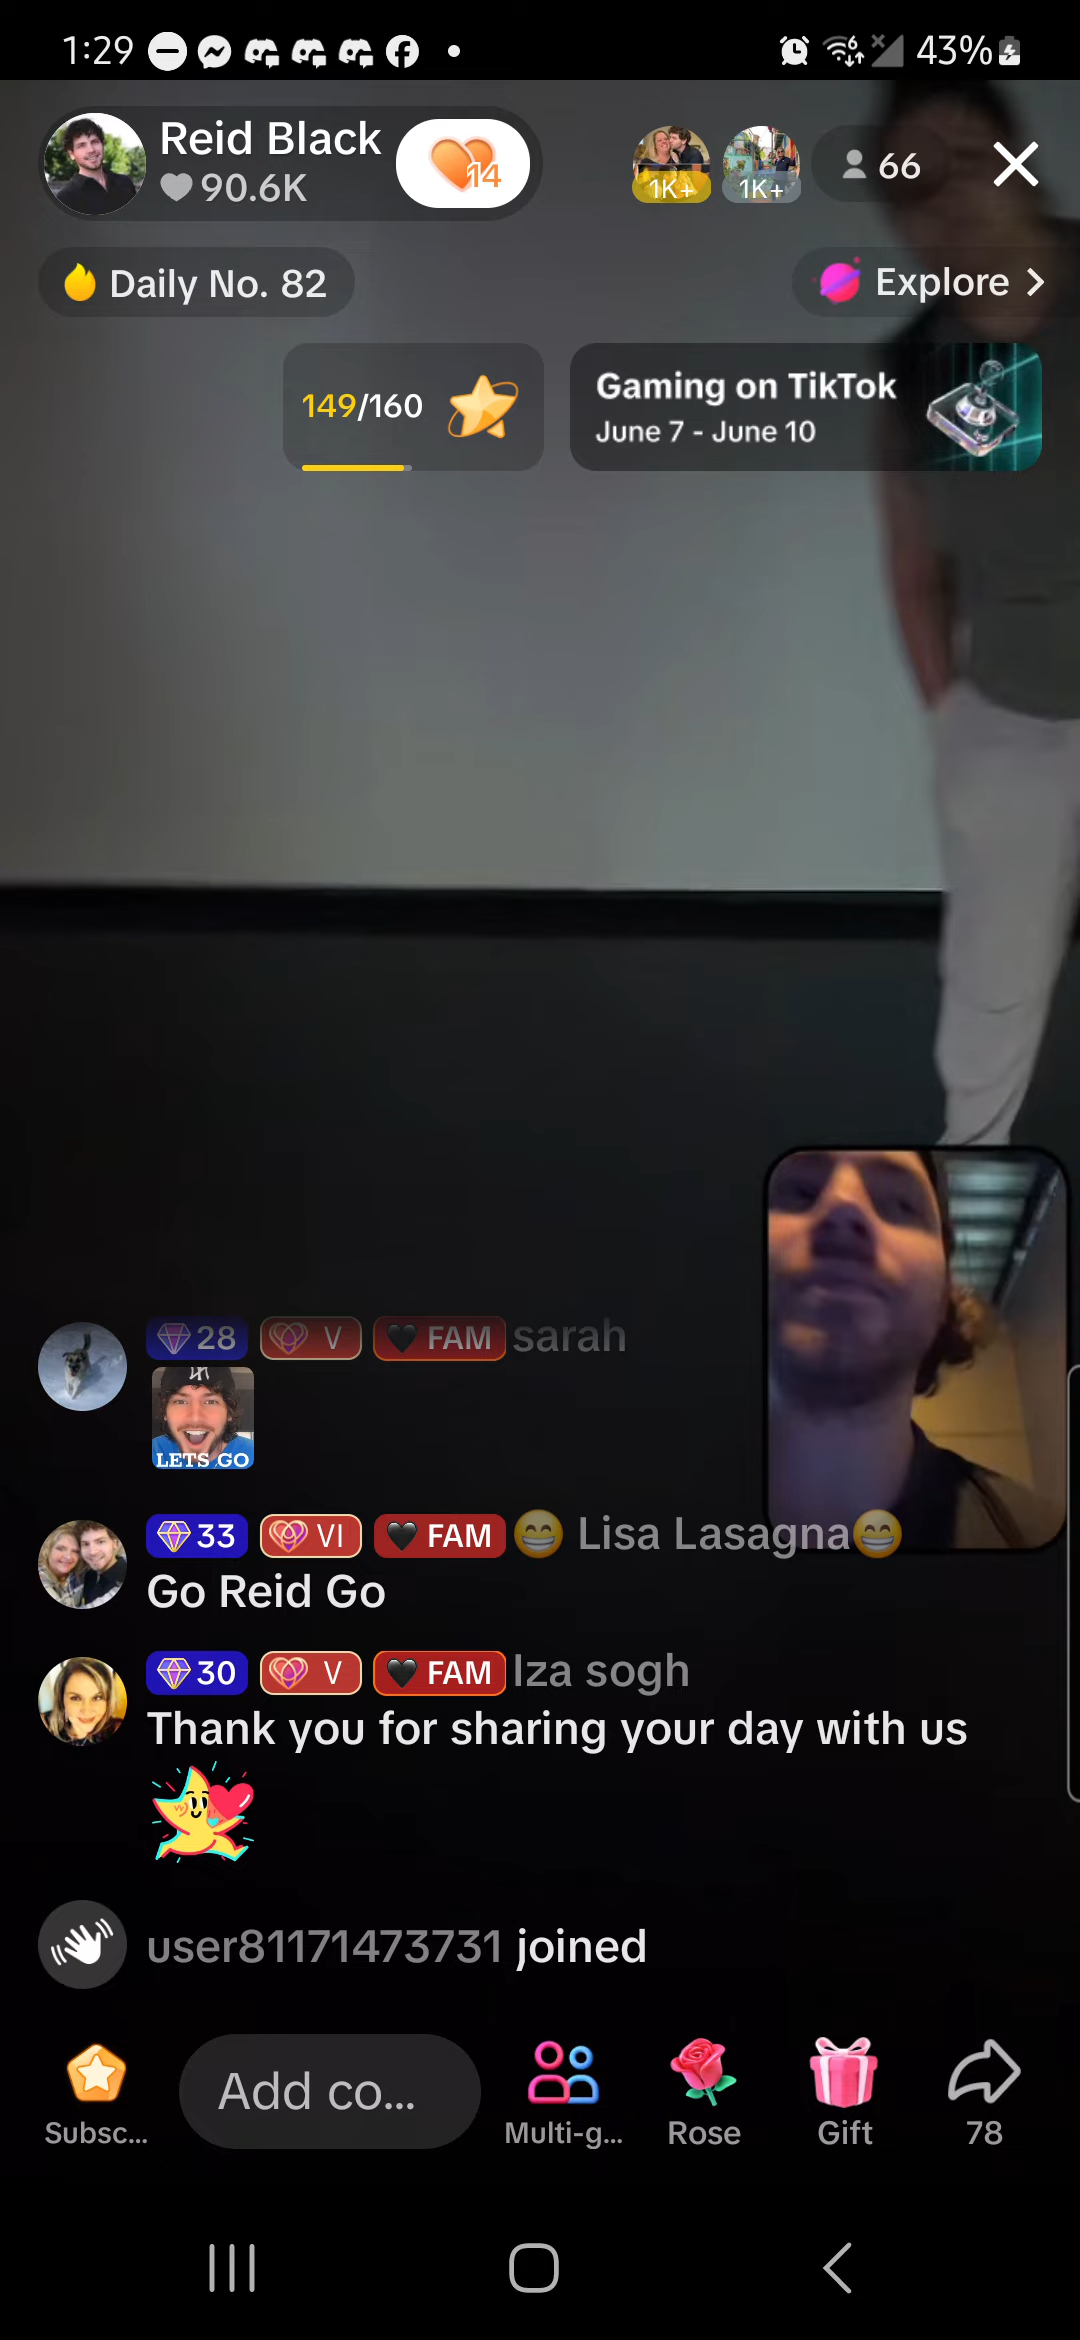 1:29
43%
Reid Black
90.6K
14
1K+
1K+
66
Daily No. 82
Explore
149/160
Gaming on TikTok
June 7 - June 10
28 V FAM sarah
LETS GO
33 VI FAM Lisa Lasagna
Go Reid Go
30 V FAM Iza sogh
Thank you for sharing your day with us
user81171473731 joined
Add co...
Subsc...
Multi-g...
Rose
Gift
78